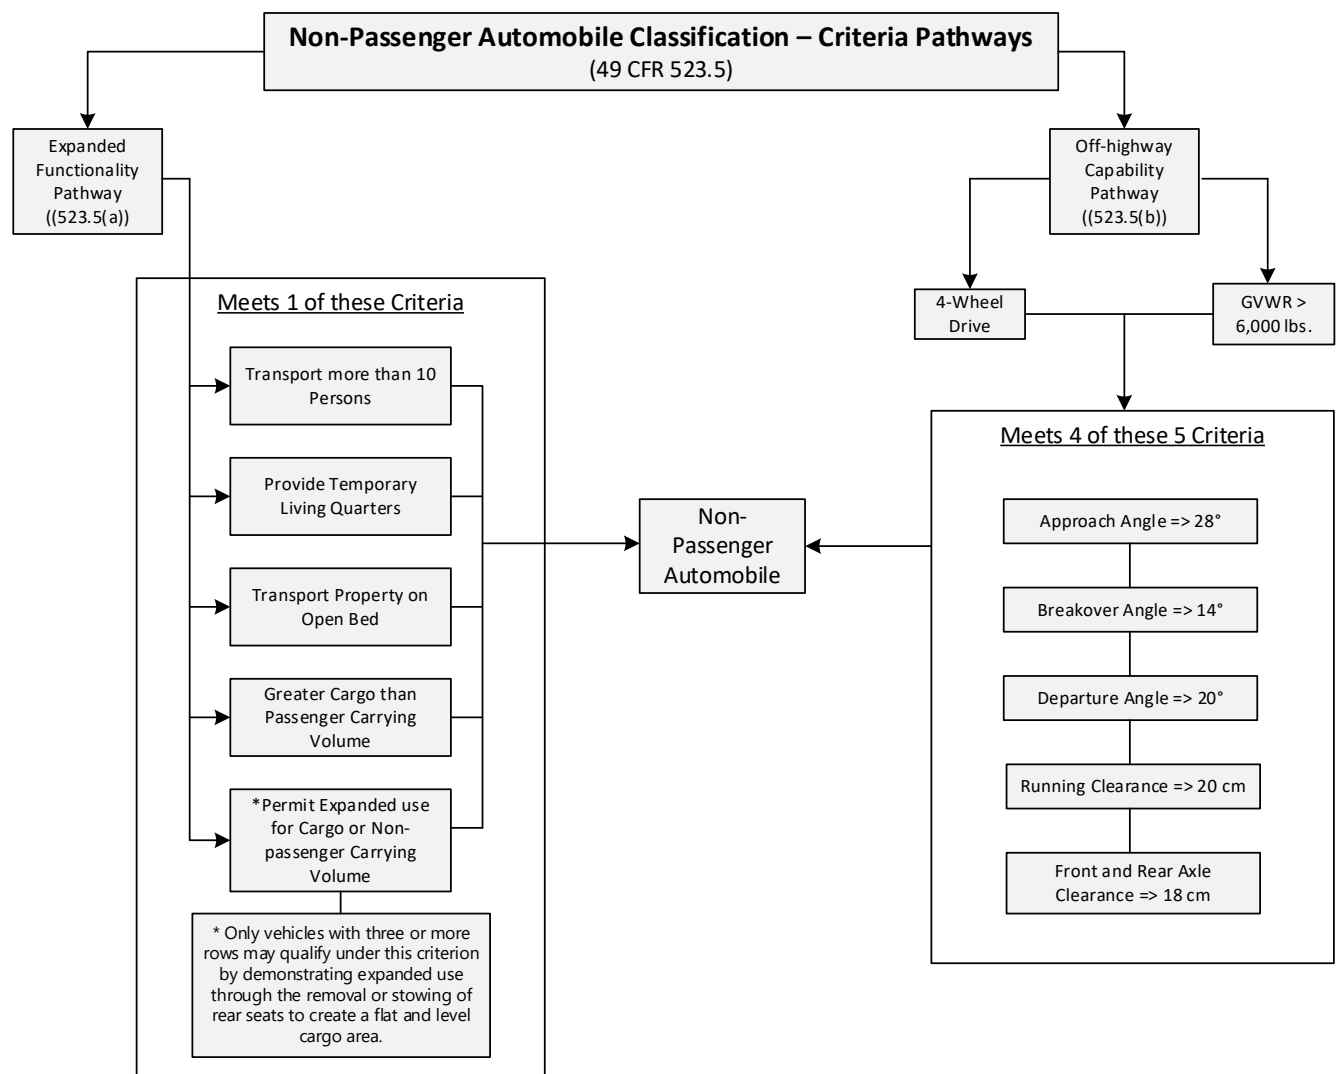 Non-Passenger Automobile Classification – Criteria Pathways
(49 CFR 523.5)
Expanded
Functionality
Pathway
((523.5(a))
Off-highway
Capability
Pathway
((523.5(b))
4-Wheel
Drive
GVWR >
6,000 lbs.
Meets 1 of these Criteria
Transport more than 10
Persons
Provide Temporary
Living Quarters
Transport Property on
Open Bed
Greater Cargo than
Passenger Carrying
Volume
*Permit Expanded use
for Cargo or Non-
passenger Carrying
Volume
* Only vehicles with three or more
rows may qualify under this criterion
by demonstrating expanded use
through the removal or stowing of
rear seats to create a flat and level
cargo area.
Non-
Passenger
Automobile
Meets 4 of these 5 Criteria
Approach Angle => 28°
Breakover Angle => 14°
Departure Angle => 20°
Running Clearance => 20 cm
Front and Rear Axle
Clearance => 18 cm